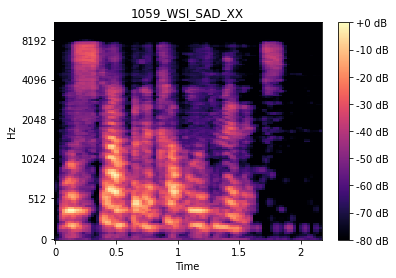 1059_WSI_SAD_XX
Hz
8192
4096
2048
1024
512
0
0
0.5
1
1.5
2
Time
+0 dB
-10 dB
-20 dB
-30 dB
-40 dB
-50 dB
-60 dB
-70 dB
-80 dB